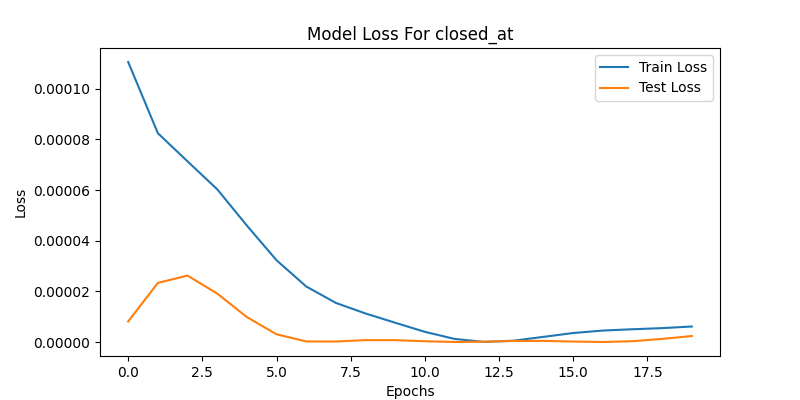 Model Loss For closed_at
Train Loss
Test Loss
0.00010
0.00008
0.00006
0.00004
0.00002
0.00000
Loss
0.0 2.5 5.0 7.5 10.0 12.5 15.0 17.5
Epochs